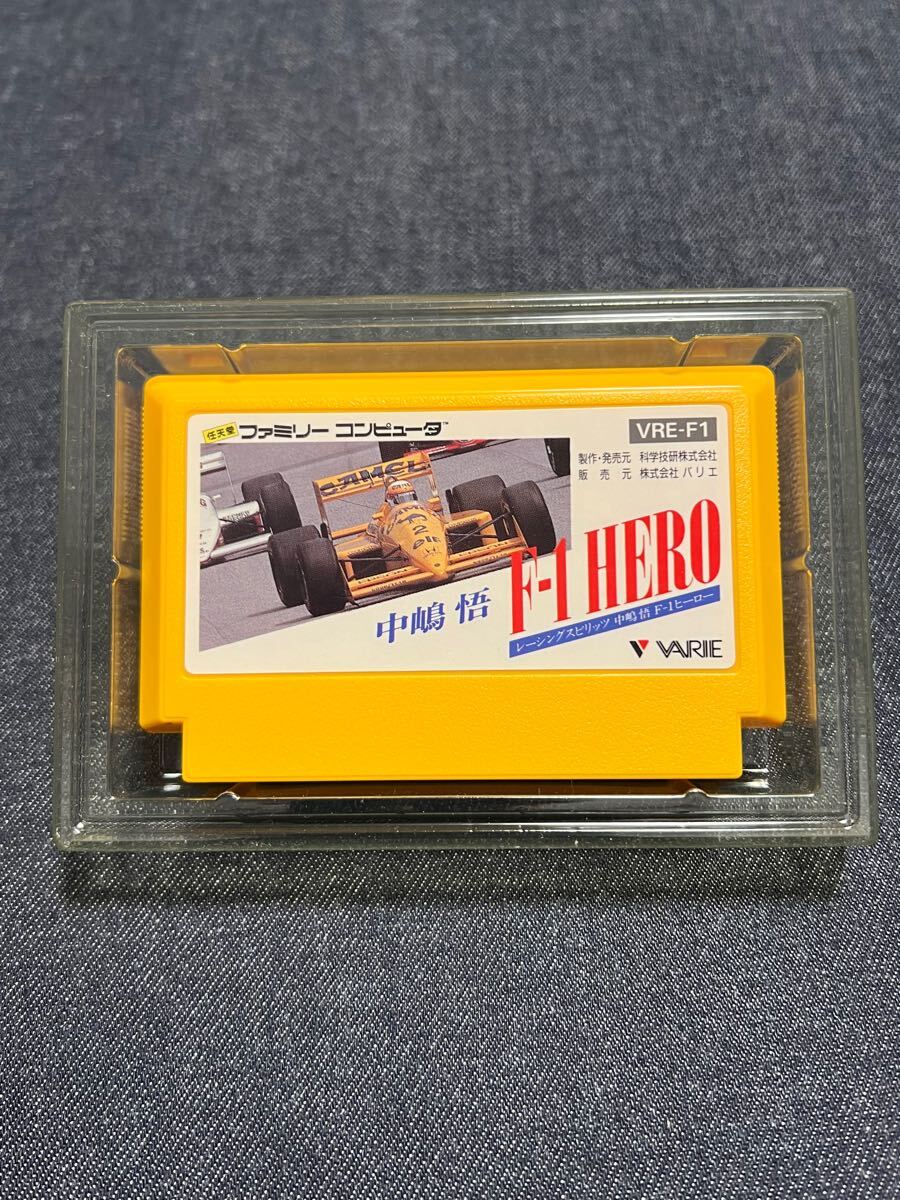 任天堂 ファミリー コンピュータ™
VRE-F1
製作・発売元 科学技研株式会社
販売元 株式会社バリエ
CAMEL
2
中嶋 悟
F-1 HERO
レーシングスピリッツ 中嶋 悟 F-1ヒーロー
VARIE